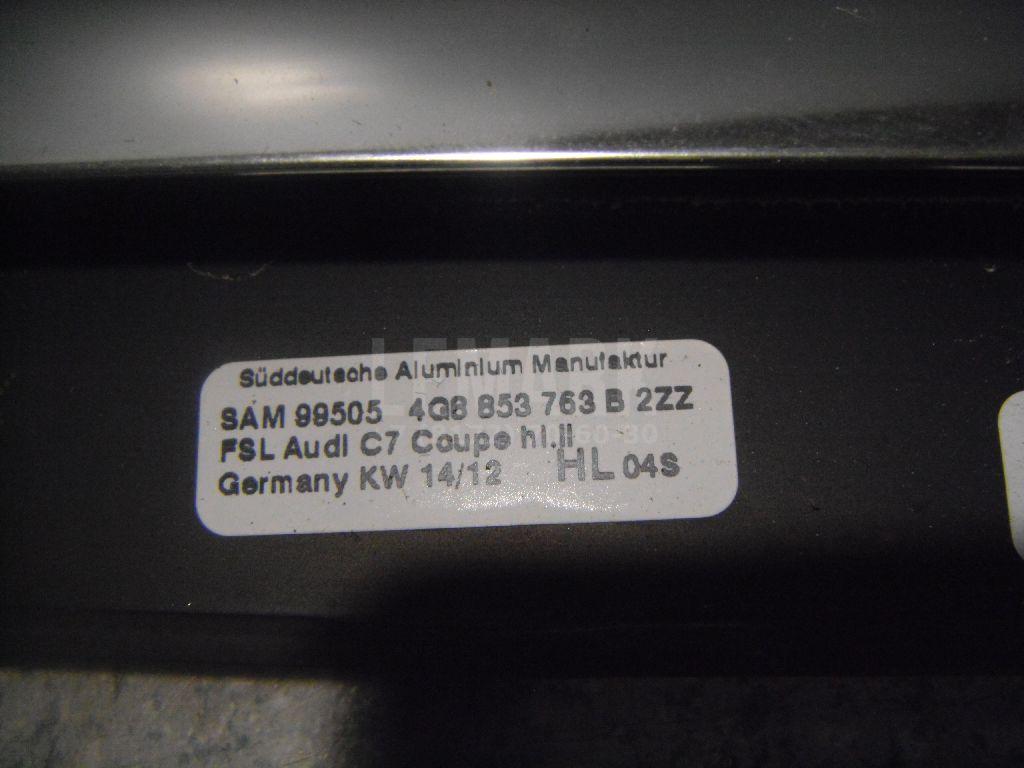 Süddeutsche Aluminium Manufaktur
SAM 99505 4G8 853 763 B 2ZZ
FSL Audi C7 Coupe hl.li
Germany KW 14/12 HL 04S
LEMARK